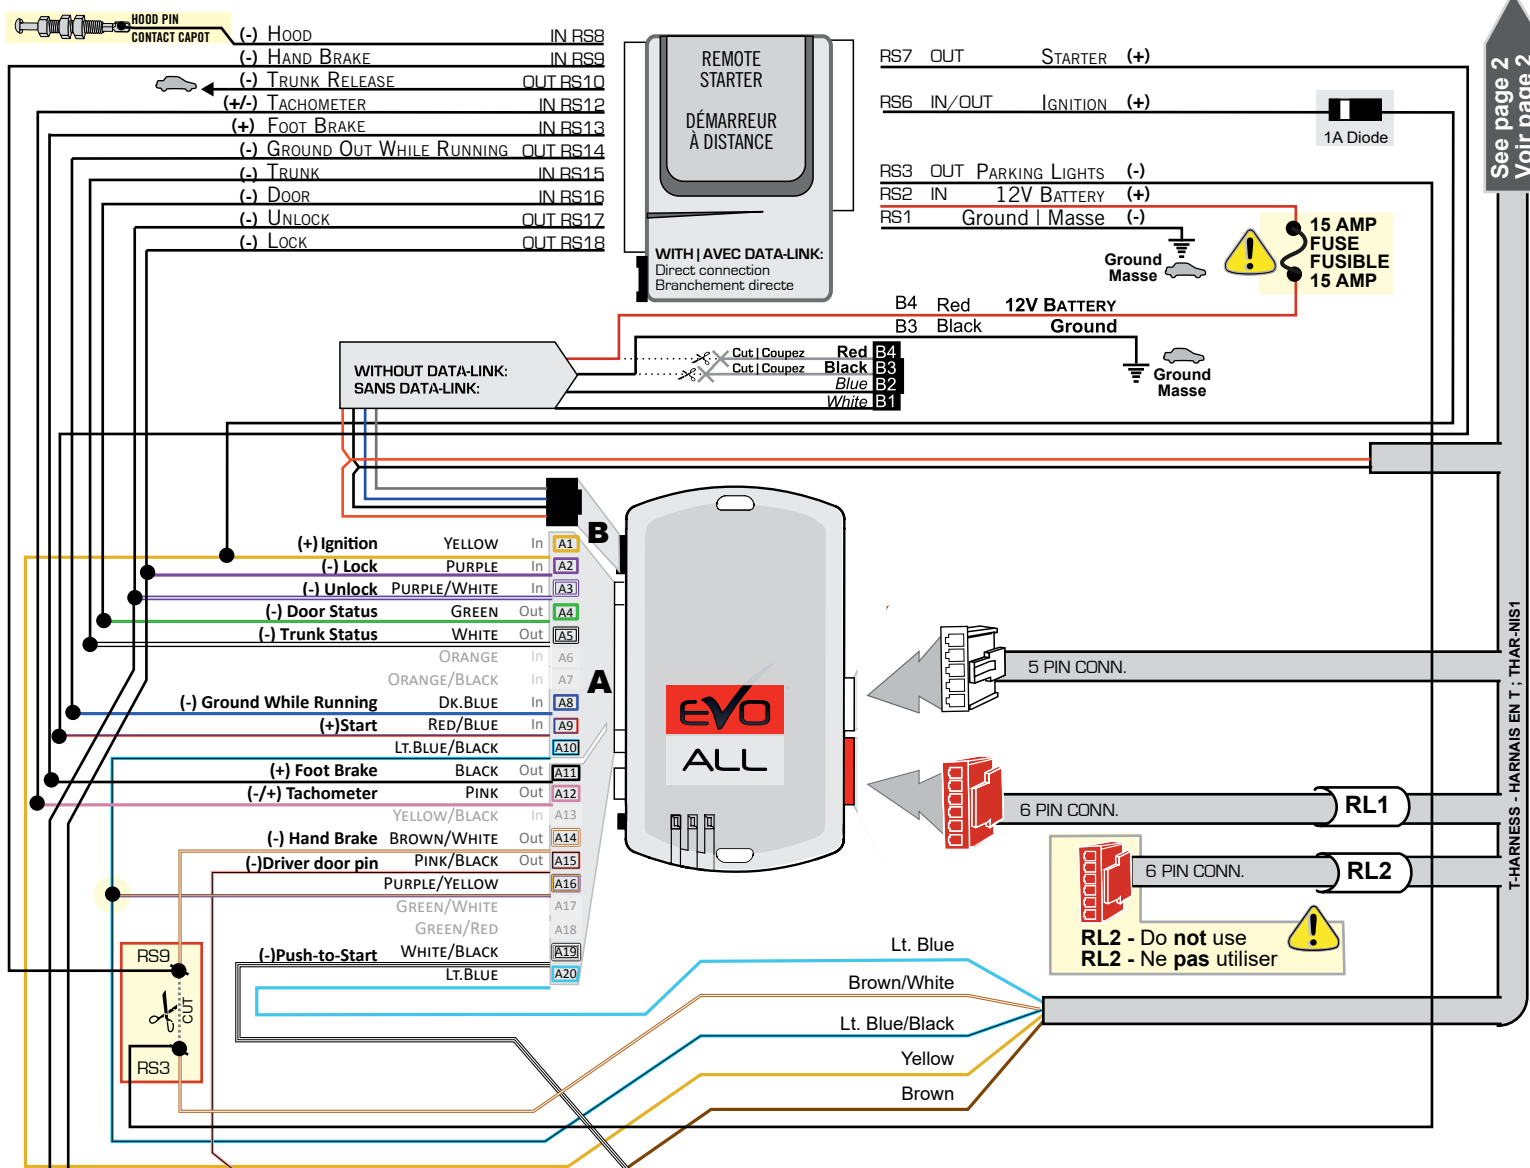 HOOD PIN
CONTACT CAPOT
(-) HOOD IN RS8
(-) HAND BRAKE IN RS9
(-) TRUNK RELEASE OUT RS10
(+/-) TACHOMETER IN RS12
(+) FOOT BRAKE IN RS13
(-) GROUND OUT WHILE RUNNING OUT RS14
(-) TRUNK IN RS15
(-) DOOR IN RS16
(-) UNLOCK OUT RS17
(-) LOCK OUT RS18
REMOTE
STARTER
DÉMARREUR
À DISTANCE
WITH | AVEC DATA-LINK:
Direct connection
Branchement directe
RS7 OUT STARTER (+)
RS6 IN/OUT IGNITION (+)
1A Diode
RS3 OUT PARKING LIGHTS (-)
RS2 IN 12V BATTERY (+)
RS1 Ground | Masse (-)
Ground
Masse
15 AMP
FUSE
FUSIBLE
15 AMP
See page 2
Voir page 2
B4 Red 12V BATTERY
B3 Black Ground
Ground
Masse
WITHOUT DATA-LINK:
SANS DATA-LINK:
Cut | Coupez Red B4
Cut | Coupez Black B3
Blue B2
White B1
B
A
(+) Ignition YELLOW In A1
(-) Lock PURPLE In A2
(-) Unlock PURPLE/WHITE In A3
(-) Door Status GREEN Out A4
(-) Trunk Status WHITE Out A5
ORANGE In A6
ORANGE/BLACK In A7
(-) Ground While Running DK.BLUE In A8
(+)Start RED/BLUE In A9
LT.BLUE/BLACK A10
(+) Foot Brake BLACK Out A11
(-/+) Tachometer PINK Out A12
YELLOW/BLACK In A13
(-) Hand Brake BROWN/WHITE Out A14
(-)Driver door pin PINK/BLACK Out A15
PURPLE/YELLOW A16
GREEN/WHITE A17
GREEN/RED A18
(-)Push-to-Start WHITE/BLACK A19
LT.BLUE A20
EVO
ALL
5 PIN CONN.
6 PIN CONN. RL1
6 PIN CONN. RL2
RL2 - Do not use
RL2 - Ne pas utiliser
T-HARNESS - HARNAIS EN T ; THAR-NIS1
RS9
CUT
RS3
Lt. Blue
Brown/White
Lt. Blue/Black
Yellow
Brown